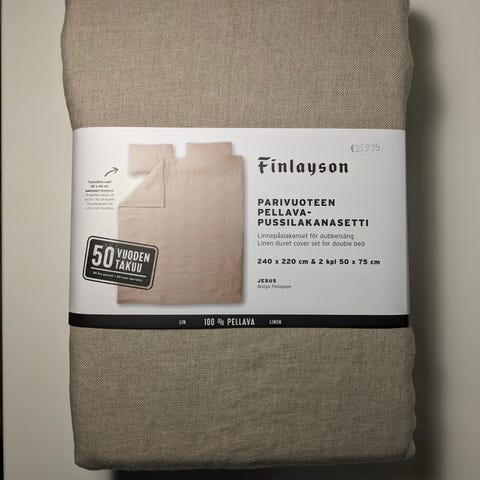 €299.95
Finlayson
PARIVUOTEEN
PELLAVA-
PUSSILAKANASETTI
Linnepåslakanset för dubbelsäng
Linen duvet cover set for double bed
240 x 220 cm & 2 kpl 50 x 75 cm
JESUS
design Finlayson
50 VUODEN
TAKUU
LIN 100 % PELLAVA LINEN